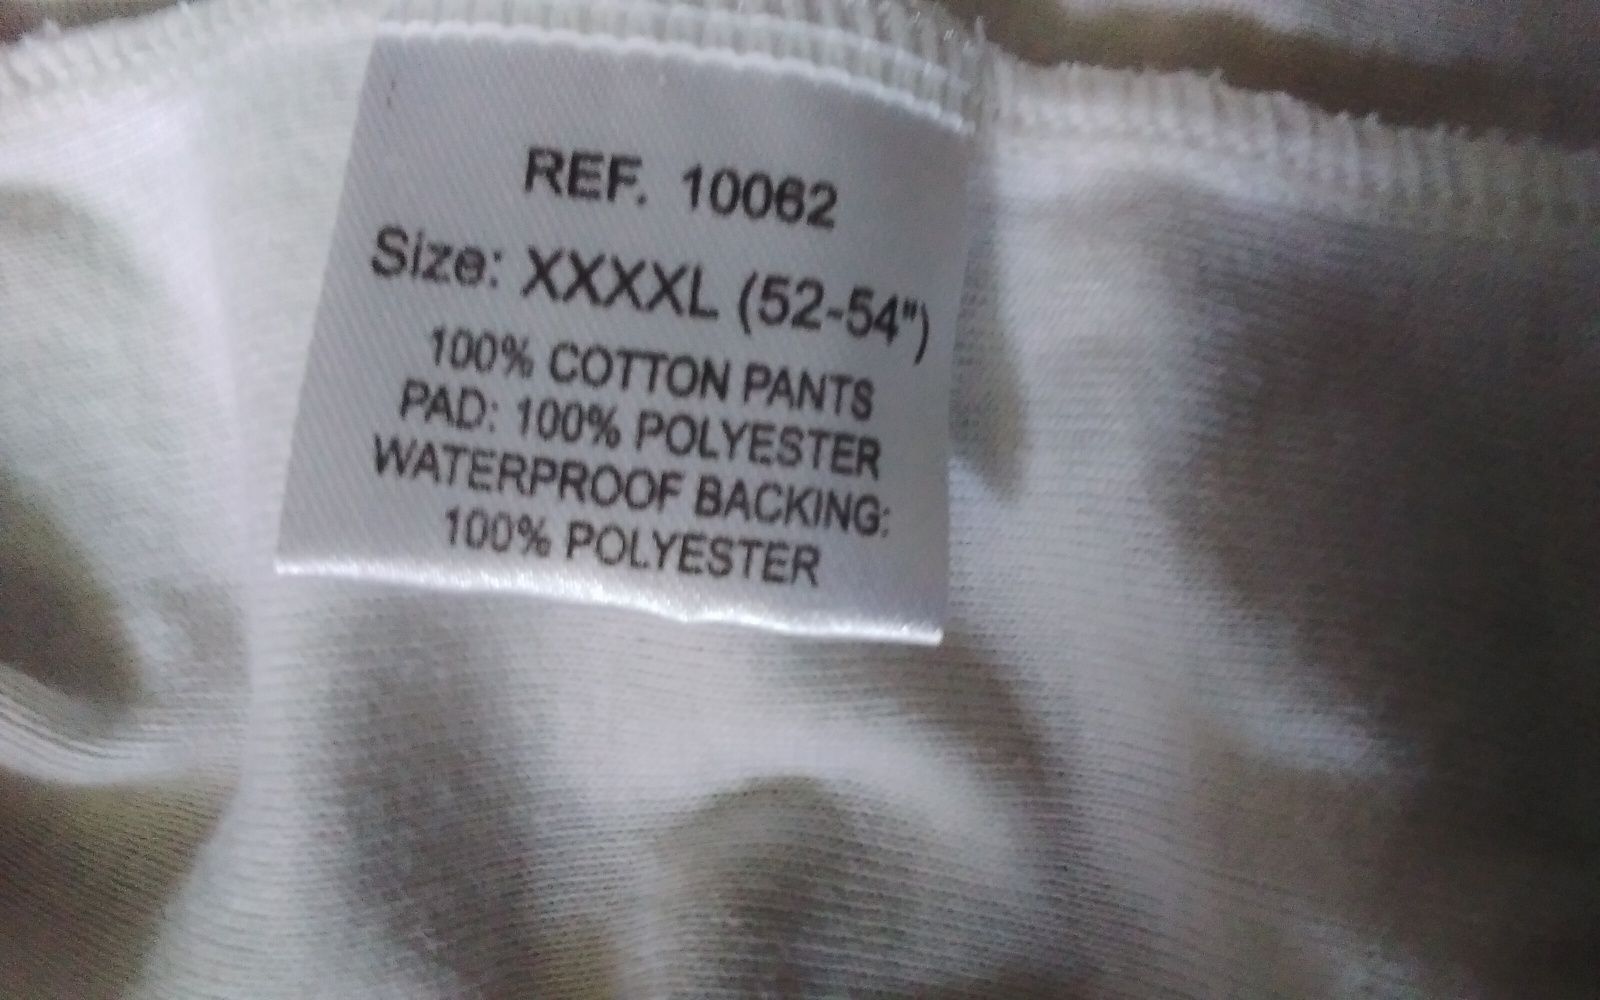 REF. 10062
Size: XXXXL (52-54")
100% COTTON PANTS
PAD: 100% POLYESTER
WATERPROOF BACKING:
100% POLYESTER